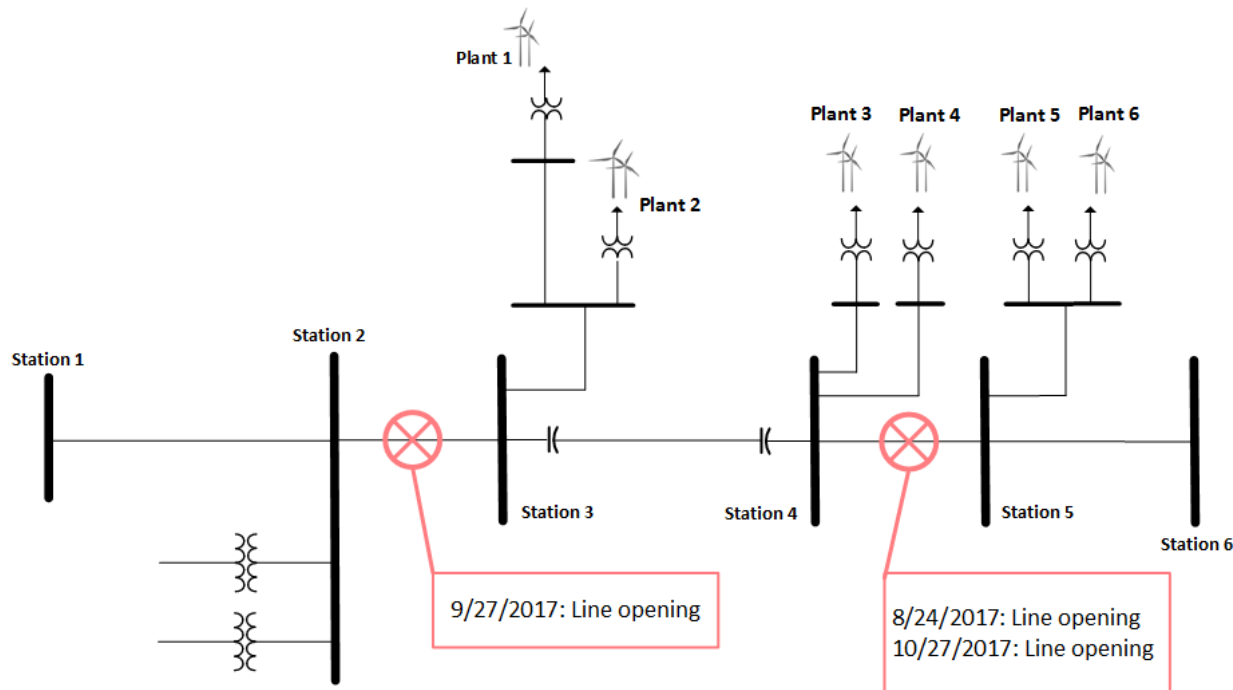 Plant 1
Plant 2
Plant 3
Plant 4
Plant 5
Plant 6
Station 1
Station 2
Station 3
Station 4
Station 5
Station 6
9/27/2017: Line opening
8/24/2017: Line opening
10/27/2017: Line opening